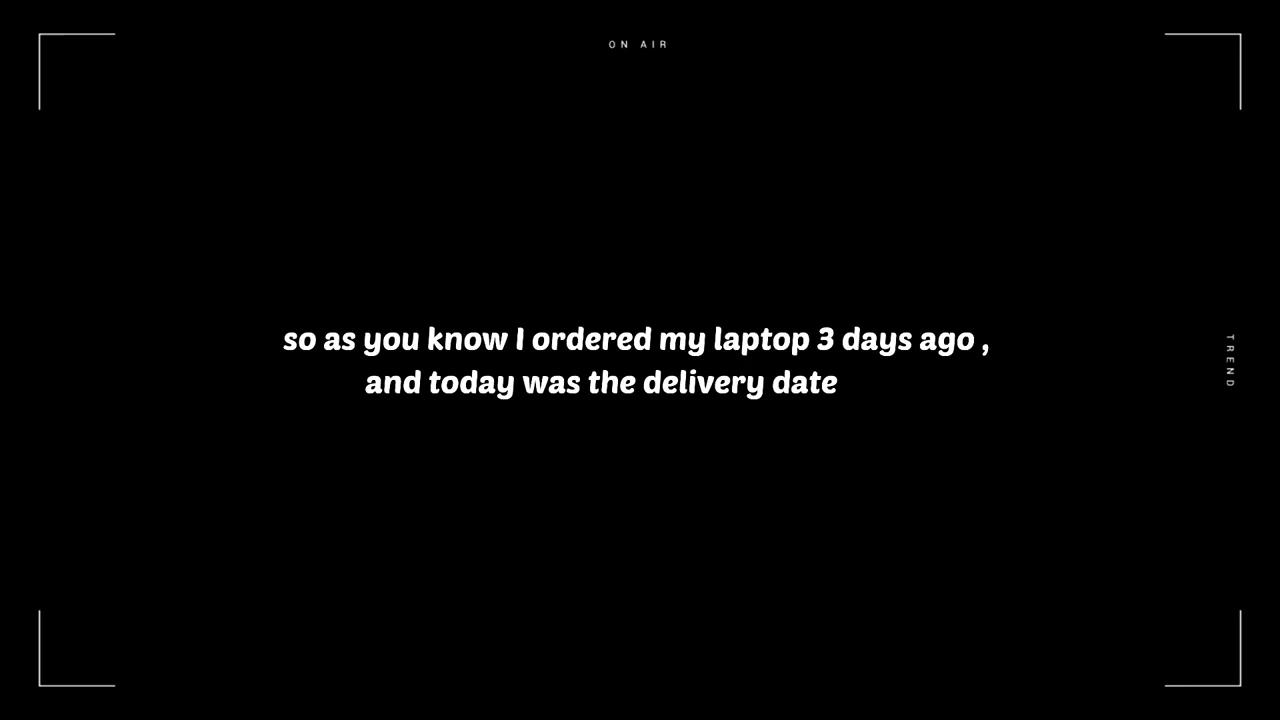 ON AIR
so as you know I ordered my laptop 3 days ago ,
and today was the delivery date
TREND